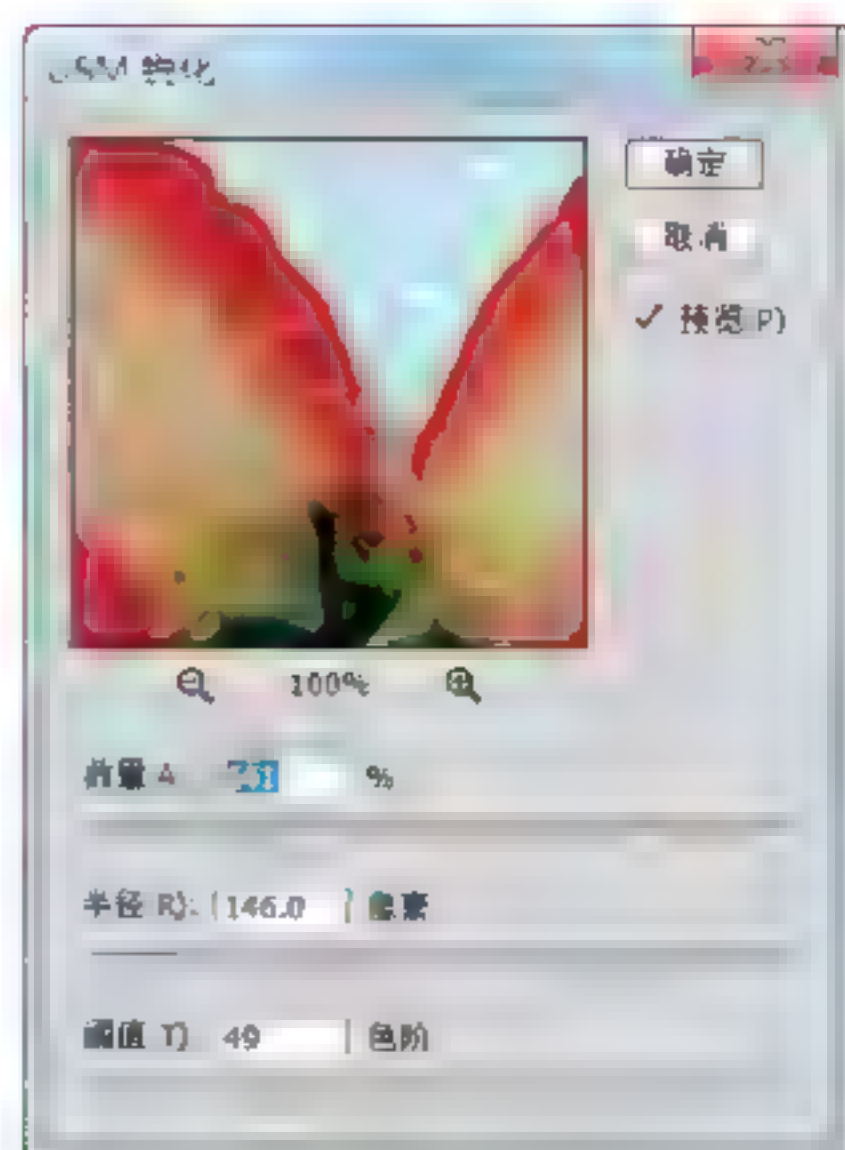 USM 锐化
确定
取消
预览(P)
100%
数量(A): %
半径(R): 146.0 像素
阈值(T): 49 色阶